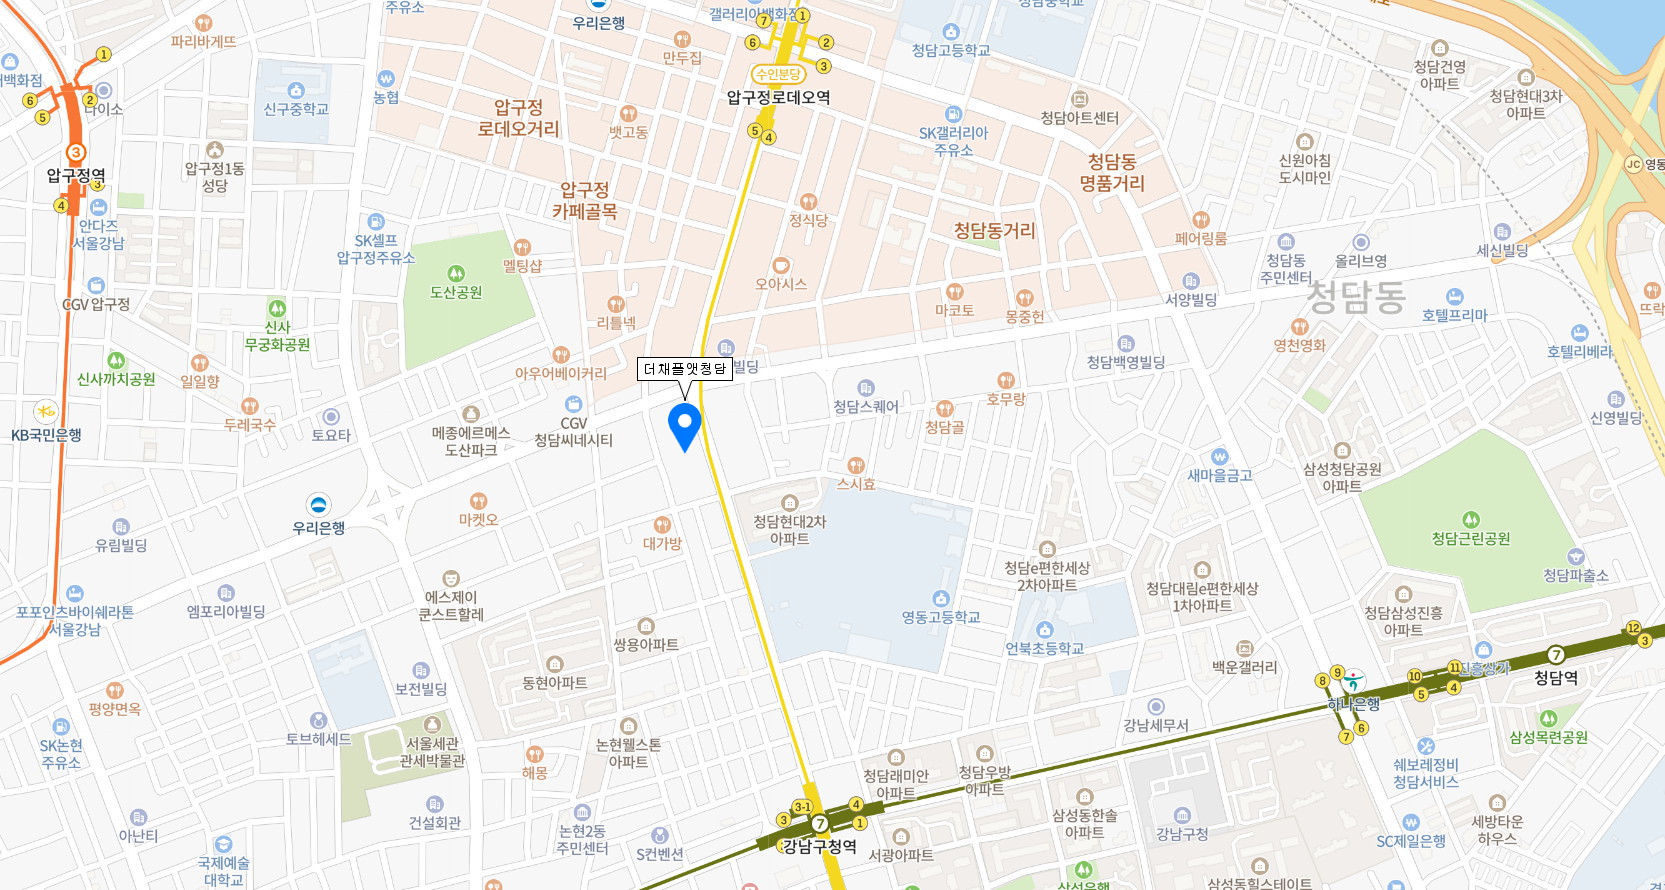 주유소
우리은행
갤러리아백화점
청담중학교
파리바게뜨
만두집
청담고등학교
청담건영
아파트
청담현대3차
아파트
수인분당
압구정로데오역
다이소
신구중학교
농협
압구정
로데오거리
뱃고동
청담아트센터
SK갤러리아
주유소
압구정역
압구정1동
성당
신원아침
도시마인
청담동
명품거리
압구정
카페골목
정식당
안다즈
서울강남
SK셀프
압구정주유소
멜팅샵
청담동거리
페어링룸
청담동
주민센터
올리브영
세신빌딩
도산공원
오아시스
CGV 압구정
신사
무궁화공원
리틀넥
마코토
몽중헌
서양빌딩
청담동
호텔프리마
뜨락
영천영화
호텔리베라
신사까치공원
일일향
아우어베이커리
더채플앳청담
빌딩
청담백영빌딩
두레국수
토요타
메종에르메스
도산파크
CGV
청담씨네시티
청담스퀘어
호무랑
청담골
신영빌딩
KB국민은행
삼성청담공원
아파트
새마을금고
스시효
우리은행
마켓오
대가방
청담현대2차
아파트
청담근린공원
유림빌딩
청담e편한세상
2차아파트
청담대림e편한세상
1차아파트
청담파출소
포포인츠바이쉐라톤
서울강남
엠포리아빌딩
에스제이
쿤스트할레
영동고등학교
청담삼성진흥
아파트
쌍용아파트
언북초등학교
백운갤러리
진흥상가
청담역
동현아파트
보전빌딩
하나은행
평양면옥
토브헤세드
강남세무서
SK논현
주유소
서울세관
관세박물관
논현웰스톤
아파트
해몽
삼성목련공원
쉐보레정비
청담서비스
청담래미안
아파트
청담우방
아파트
건설회관
논현2동
주민센터
S컨벤션
강남구청역
서광아파트
삼성동한솔
아파트
강남구청
SC제일은행
세방타운
하우스
아난티
국제예술
대학교
삼성동힐스테이트